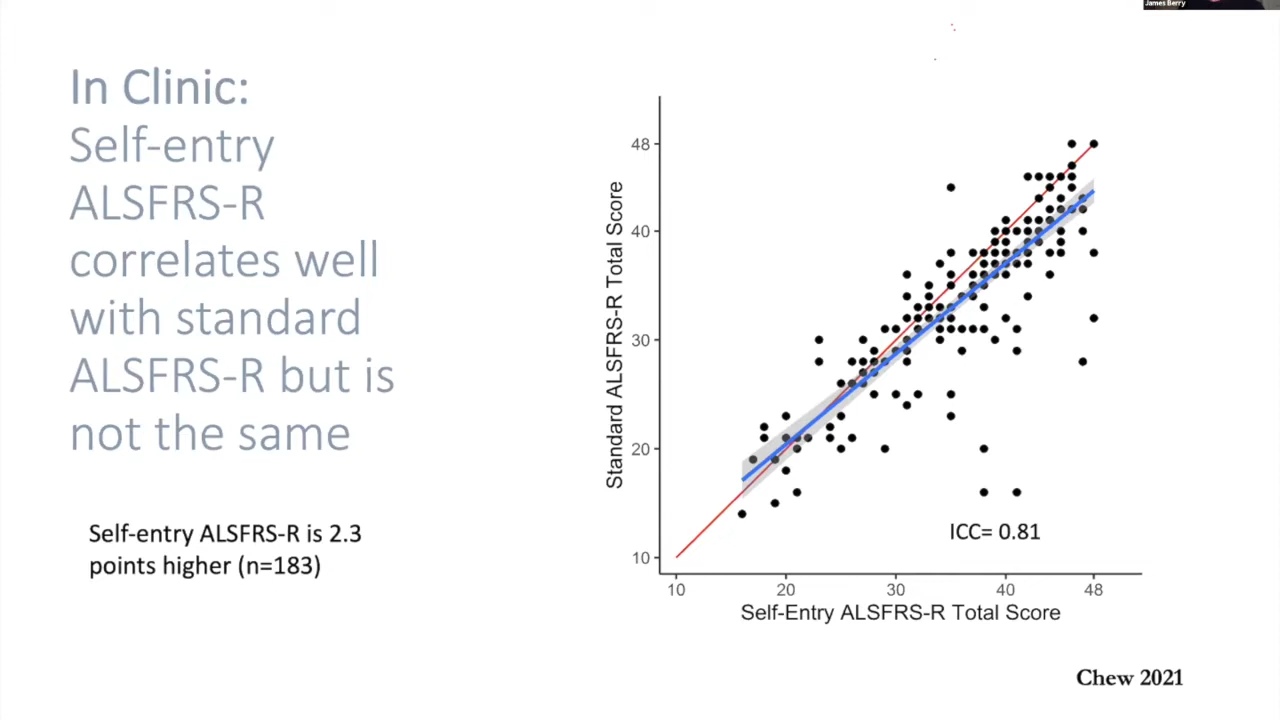 James Berry
In Clinic:
Self-entry
ALSFRS-R
correlates well
with standard
ALSFRS-R but is
not the same
Self-entry ALSFRS-R is 2.3
points higher (n=183)
Standard ALSFRS-R Total Score
48
40
30
20
10
ICC= 0.81
10 20 30 40 48
Self-Entry ALSFRS-R Total Score
Chew 2021